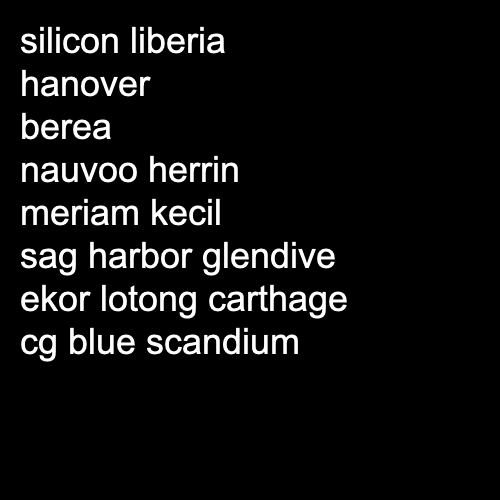 silicon liberia
hanover
berea
nauvoo herrin
meriam kecil
sag harbor glendive
ekor lotong carthage
cg blue scandium